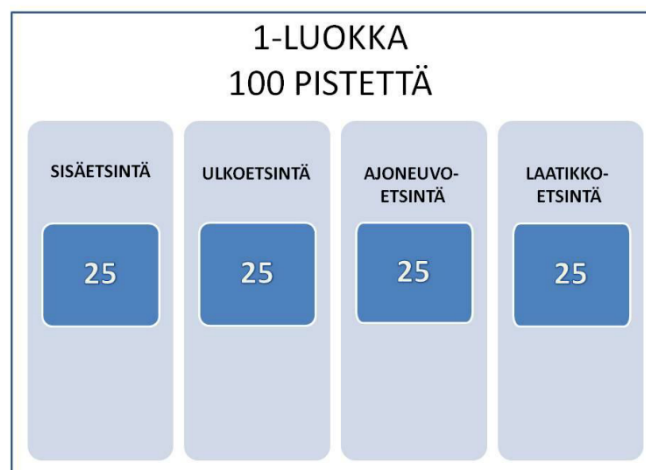 1-LUOKKA
100 PISTETTÄ
SISÄETSINTÄ
25
ULKOETSINTÄ
25
AJONEUVO-
ETSINTÄ
25
LAATIKKO-
ETSINTÄ
25